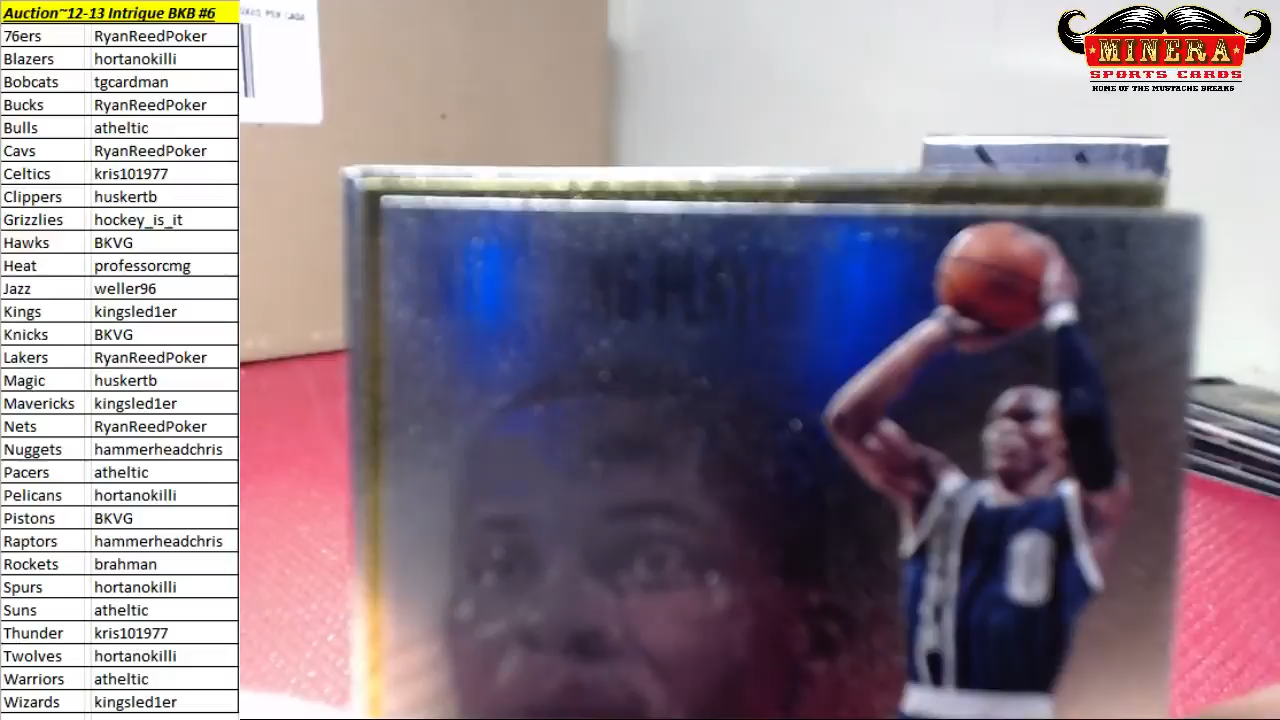 Auction~12-13 Intrigue BKB #6
76ers RyanReedPoker
Blazers hortanokilli
Bobcats tgcardman
Bucks RyanReedPoker
Bulls atheltic
Cavs RyanReedPoker
Celtics kris101977
Clippers huskertb
Grizzlies hockey_is_it
Hawks BKVG
Heat professorcmg
Jazz weller96
Kings kingsled1er
Knicks BKVG
Lakers RyanReedPoker
Magic huskertb
Mavericks kingsled1er
Nets RyanReedPoker
Nuggets hammerheadchris
Pacers atheltic
Pelicans hortanokilli
Pistons BKVG
Raptors hammerheadchris
Rockets brahman
Spurs hortanokilli
Suns atheltic
Thunder kris101977
Twolves hortanokilli
Warriors atheltic
Wizards kingsled1er
MINERA
SPORTS CARDS
HOME OF THE MUSTACHE BREAKS
0